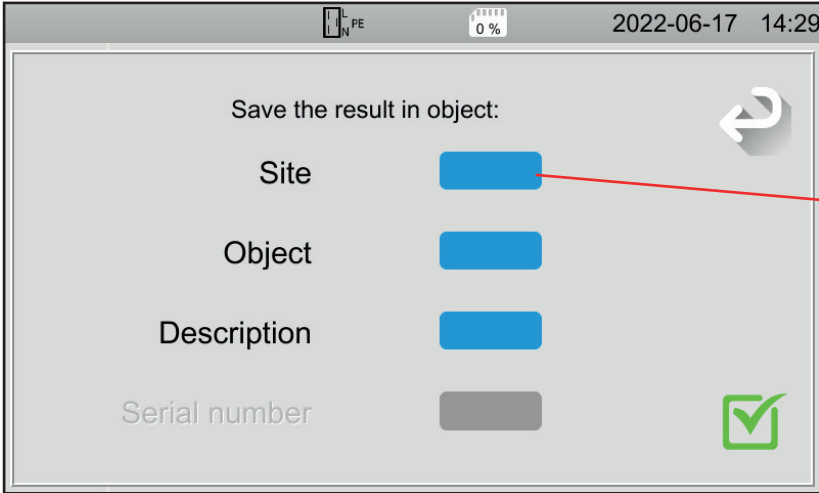 L
N PE
0 %
2022-06-17 14:29
Save the result in object:
Site
Object
Description
Serial number